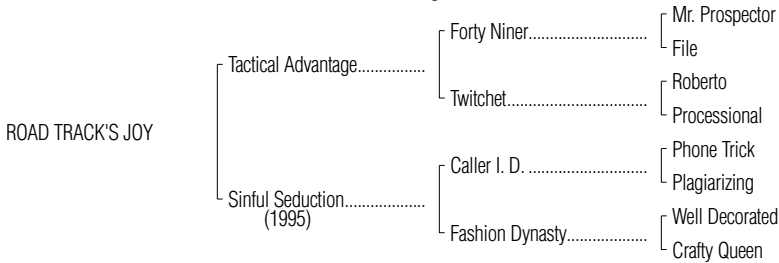 Mr. Prospector
Forty Niner
File
Tactical Advantage
Roberto
Twitchet
Processional
ROAD TRACK'S JOY
Phone Trick
Caller I. D.
Plagiarizing
Sinful Seduction
(1995)
Well Decorated
Fashion Dynasty
Crafty Queen